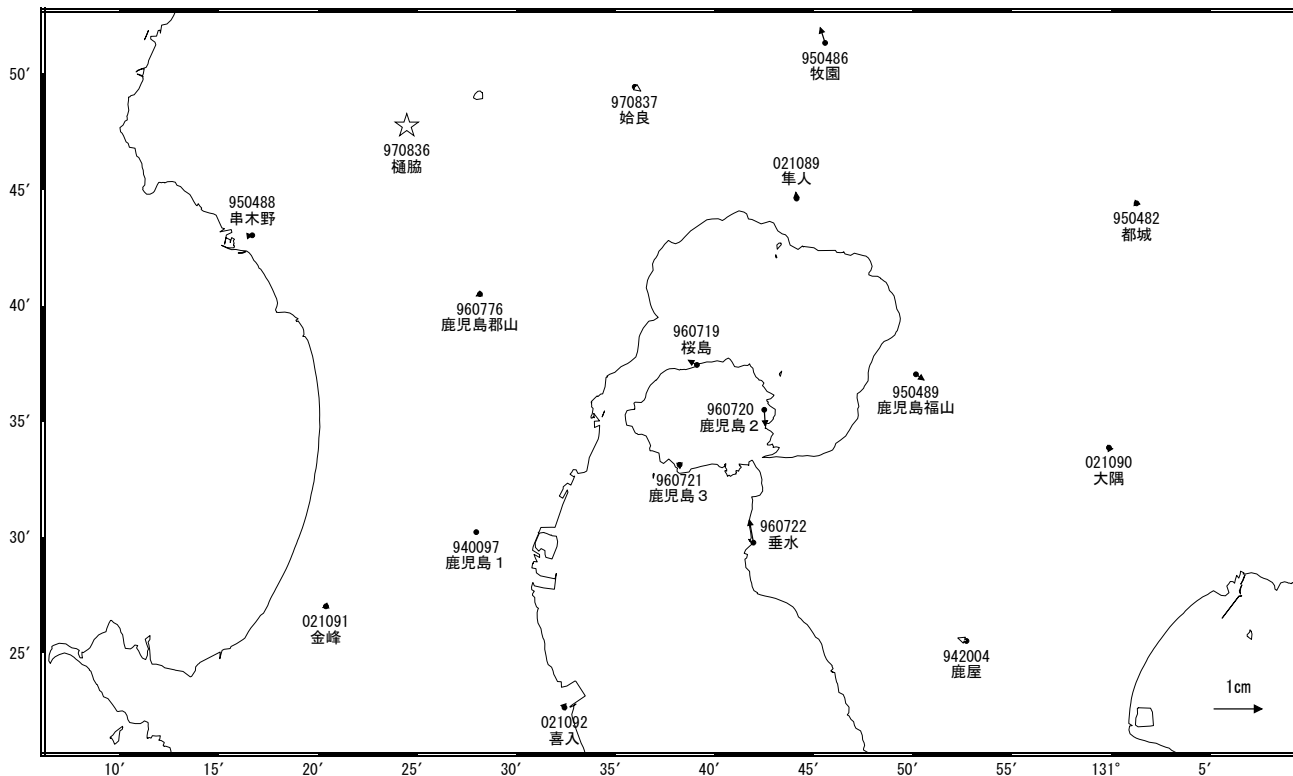 950486
牧園
50′
970837
姶良
970836
樋脇
021089
隼人
45′
950488
串木野
950482
都城
40′
960776
鹿児島郡山
960719
桜島
950489
鹿児島福山
35′
960720
鹿児島２
021090
大隅
960721
鹿児島３
30′
960722
垂水
940097
鹿児島１
021091
金峰
25′
942004
鹿屋
1cm
021092
喜入
10′ 15′ 20′ 25′ 30′ 35′ 40′ 45′ 50′ 55′ 131° 5′